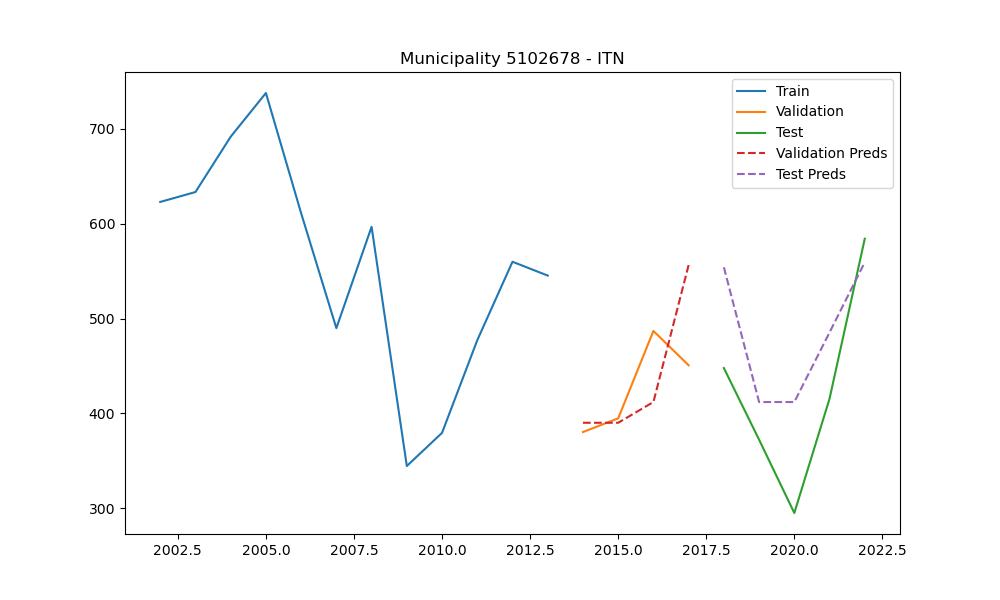 Municipality 5102678 - ITN
Train
Validation
Test
Validation Preds
Test Preds
700
600
500
400
300
2002.5 2005.0 2007.5 2010.0 2012.5 2015.0 2017.5 2020.0 2022.5